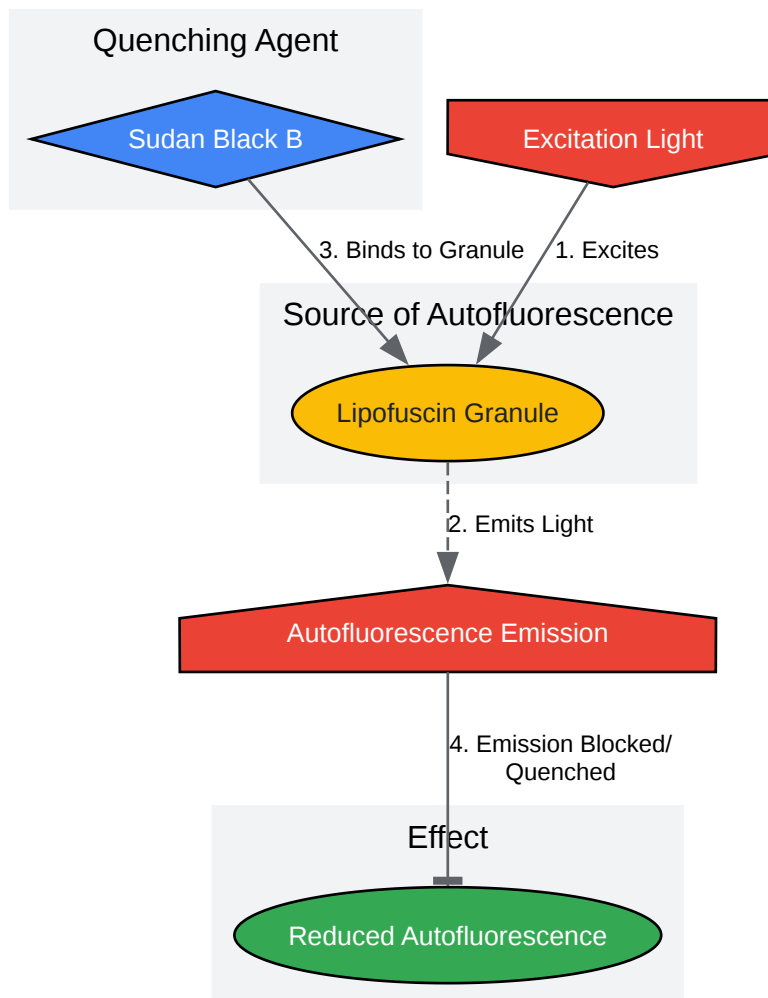 Quenching Agent
Sudan Black B
Excitation Light
3. Binds to Granule
1. Excites
Source of Autofluorescence
Lipofuscin Granule
2. Emits Light
Autofluorescence Emission
4. Emission Blocked/
Quenched
Effect
Reduced Autofluorescence